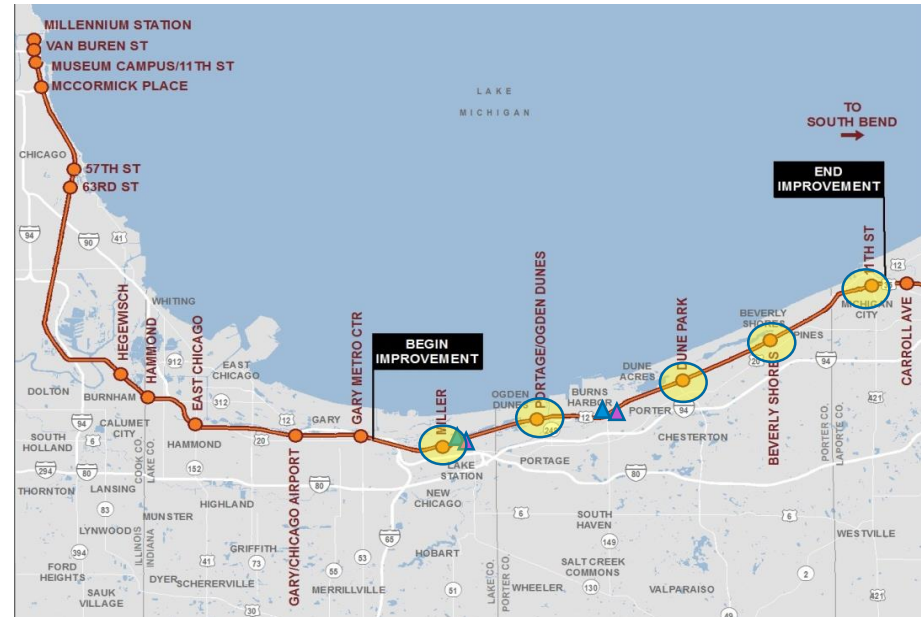 MILLENNIUM STATION
VAN BUREN ST
MUSEUM CAMPUS/11TH ST
MCCORMICK PLACE
LAKE
MICHIGAN
TO
SOUTH BEND
CHICAGO
57TH ST
63RD ST
END
IMPROVEMENT
94
90
41
11TH ST
12
MICHIGAN
CITY
CARROLL AVE
WHITING
912
HEGEWISCH
HAMMOND
EAST CHICAGO
EAST
CHICAGO
312
GARY METRO CTR
BEGIN
IMPROVEMENT
MILLER
OGDEN
DUNES
PORTAGE/OGDEN DUNES
BURNS
HARBOR
12
DUNE
ACRES
DUNE PARK
PORTER
94
BEVERLY
SHORES
PINES
20
BEVERLY SHORES
94
421
DOLTON
BURNHAM
CALUMET
CITY
94
6
SOUTH
HOLLAND
294
80
COOK CO.
LAKE CO.
HAMMOND
12
GARY
20
152
80
GARY/CHICAGO AIRPORT
LAKE
STATION
NEW
CHICAGO
PORTAGE
CHESTERTON
80
PORTER CO.
LAPORTE CO.
THORNTON
LANSING
83
LYNWOOD
MUNSTER
HIGHLAND
ILLINOIS
INDIANA
41
GRIFFITH
73
65
HOBART
6
SOUTH
HAVEN
149
6
WESTVILLE
394
FORD
HEIGHTS
DYER
SCHERERVILLE
55
53
MERRILLVILLE
51
LAKE CO.
PORTER CO.
WHEELER
SALT CREEK
COMMONS
130
VALPARAISO
2
SAUK
VILLAGE
30
49
421